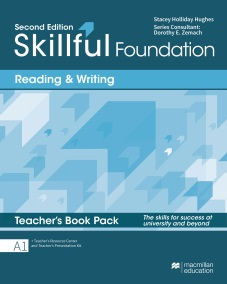 Stacey Holliday Hughes
Series Consultant:
Dorothy E. Zemach
Second Edition
Skillful Foundation
Reading & Writing
Teacher's Book Pack
The skills for success at
university and beyond
A1
+ Teacher's Resource Center
and Teacher's Presentation Kit
macmillan
education